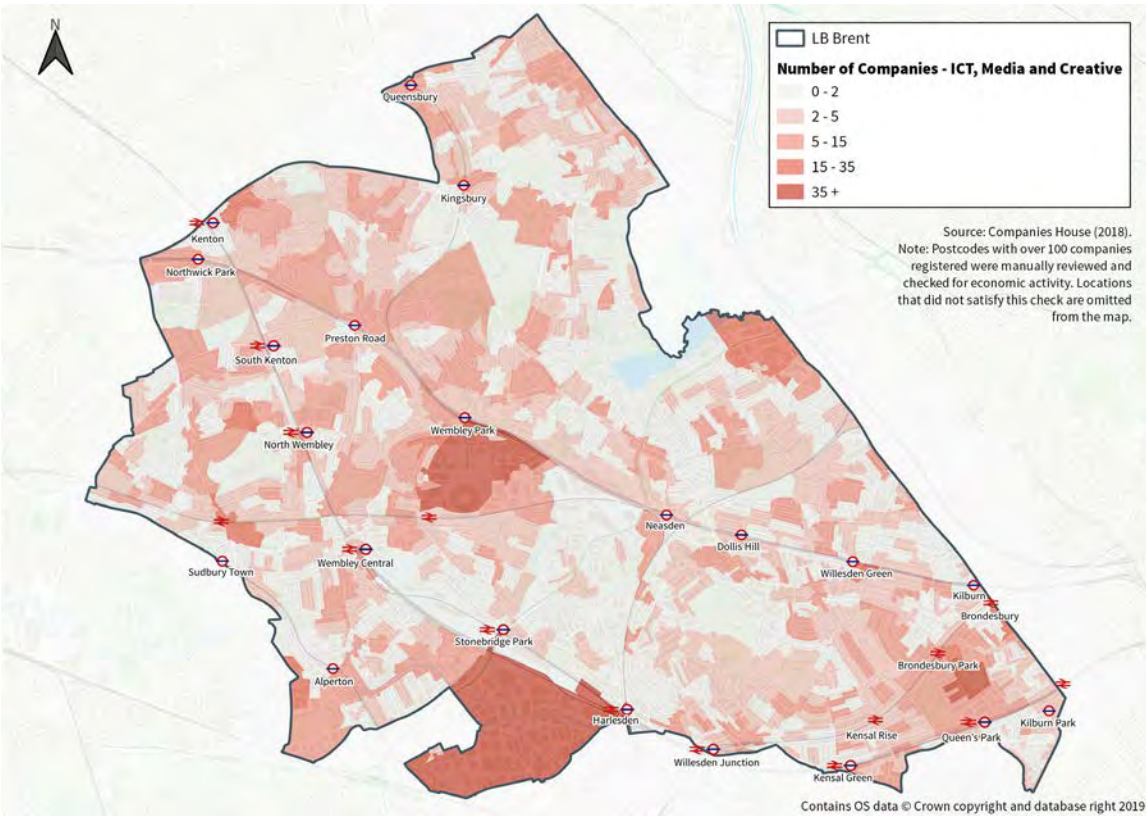 N
LB Brent
Number of Companies - ICT, Media and Creative
0 - 2
2 - 5
5 - 15
15 - 35
35 +
Source: Companies House (2018).
Note: Postcodes with over 100 companies
registered were manually reviewed and
checked for economic activity. Locations
that did not satisfy this check are omitted
from the map.
Queensbury
Kingsbury
Kenton
Northwick Park
Preston Road
South Kenton
Wembley Park
North Wembley
Neasden
Dollis Hill
Wembley Central
Sudbury Town
Willesden Green
Kilburn
Brondesbury
Stonebridge Park
Brondesbury Park
Alperton
Harlesden
Kilburn Park
Kensal Rise
Queen's Park
Willesden Junction
Kensal Green
Contains OS data © Crown copyright and database right 2019